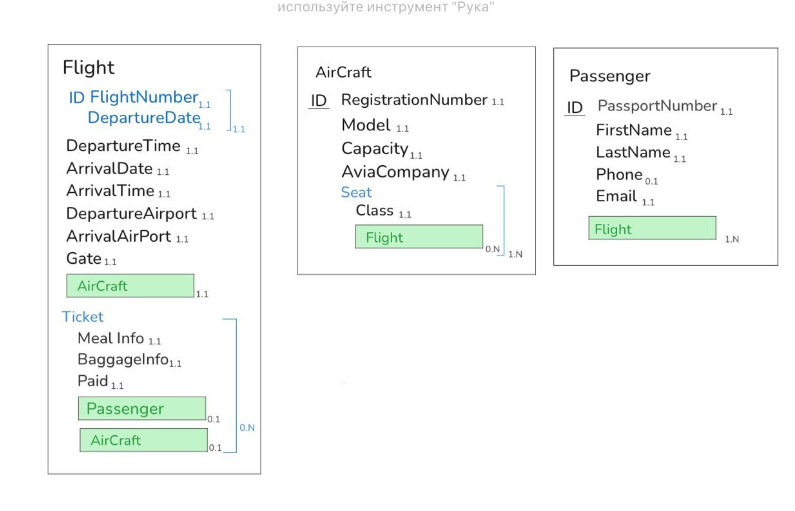 используйте инструмент "Рука"
Flight
ID FlightNumber 1.1
DepartureDate 1.1
1.1
DepartureTime 1.1
ArrivalDate 1.1
ArrivalTime 1.1
DepartureAirport 1.1
ArrivalAirPort 1.1
Gate 1.1
AirCraft 1.1
Ticket
Meal Info 1.1
BaggageInfo 1.1
Paid 1.1
Passenger 0.1
AirCraft 0.1
0.N
AirCraft
ID RegistrationNumber 1.1
Model 1.1
Capacity 1.1
AviaCompany 1.1
Seat
Class 1.1
Flight 0.N
1.N
Passenger
ID PassportNumber 1.1
FirstName 1.1
LastName 1.1
Phone 0.1
Email 1.1
Flight 1.N